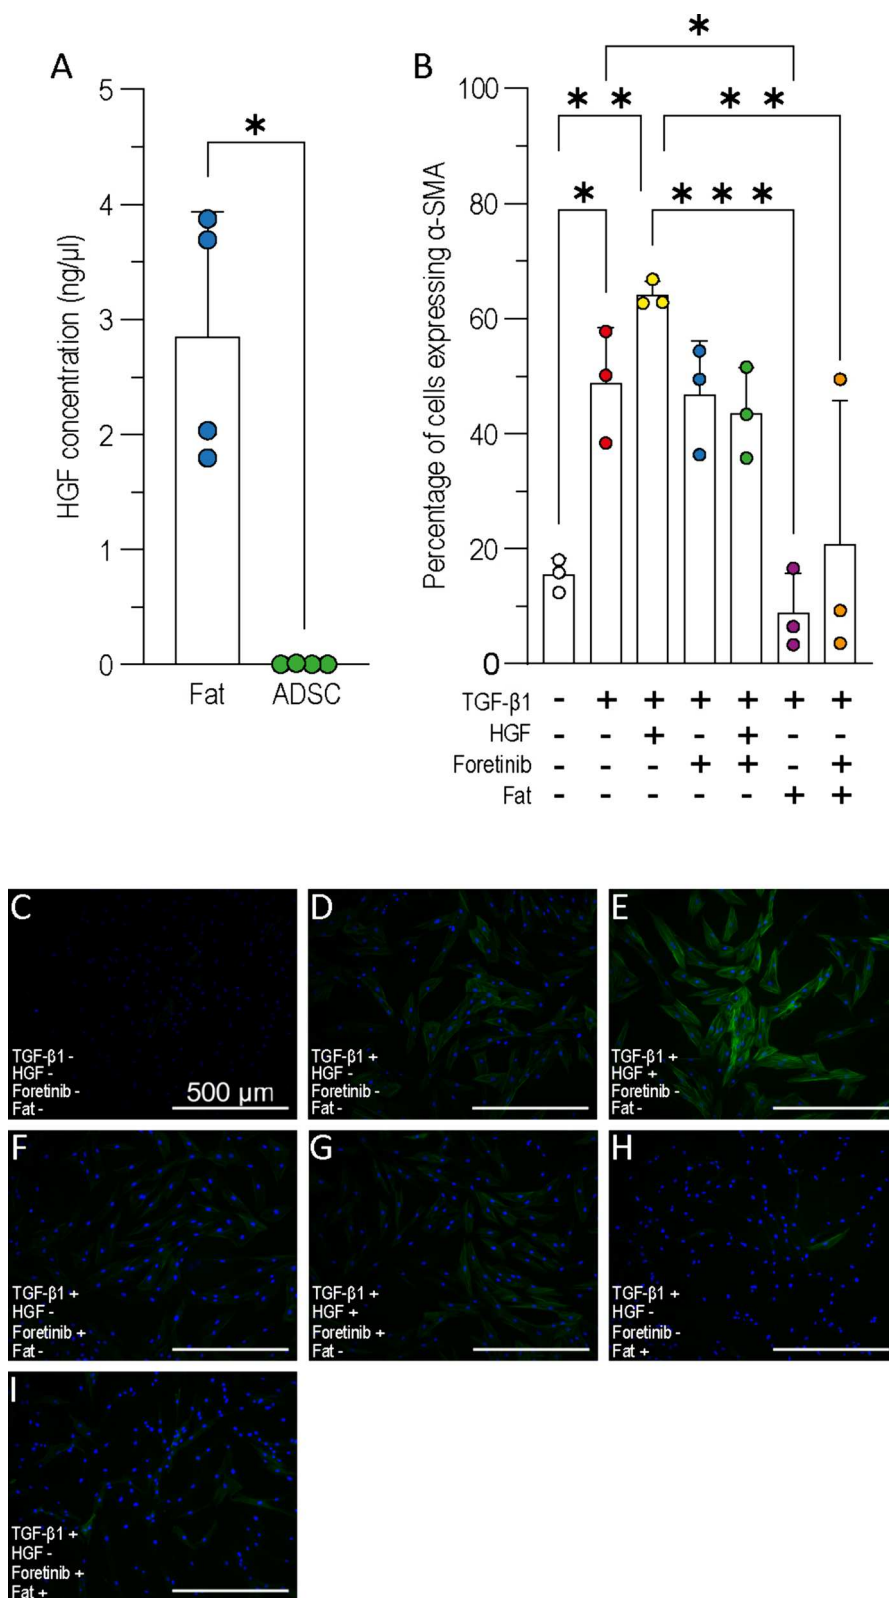 A
HGF concentration (ng/µl)
5
4
3
2
1
0
*
Fat ADSC
B
Percentage of cells expressing α-SMA
100
80
60
40
20
0
*
* * * *
* * * *
TGF-β1 - + + + + + +
HGF - - + - + - -
Foretinib - - - + + - +
Fat - - - - - + +
C
TGF-β1 -
HGF -
Foretinib -
Fat -
500 µm
D
TGF-β1 +
HGF -
Foretinib -
Fat -
E
TGF-β1 +
HGF +
Foretinib -
Fat -
F
TGF-β1 +
HGF -
Foretinib +
Fat -
G
TGF-β1 +
HGF +
Foretinib +
Fat -
H
TGF-β1 +
HGF -
Foretinib -
Fat +
I
TGF-β1 +
HGF -
Foretinib +
Fat +